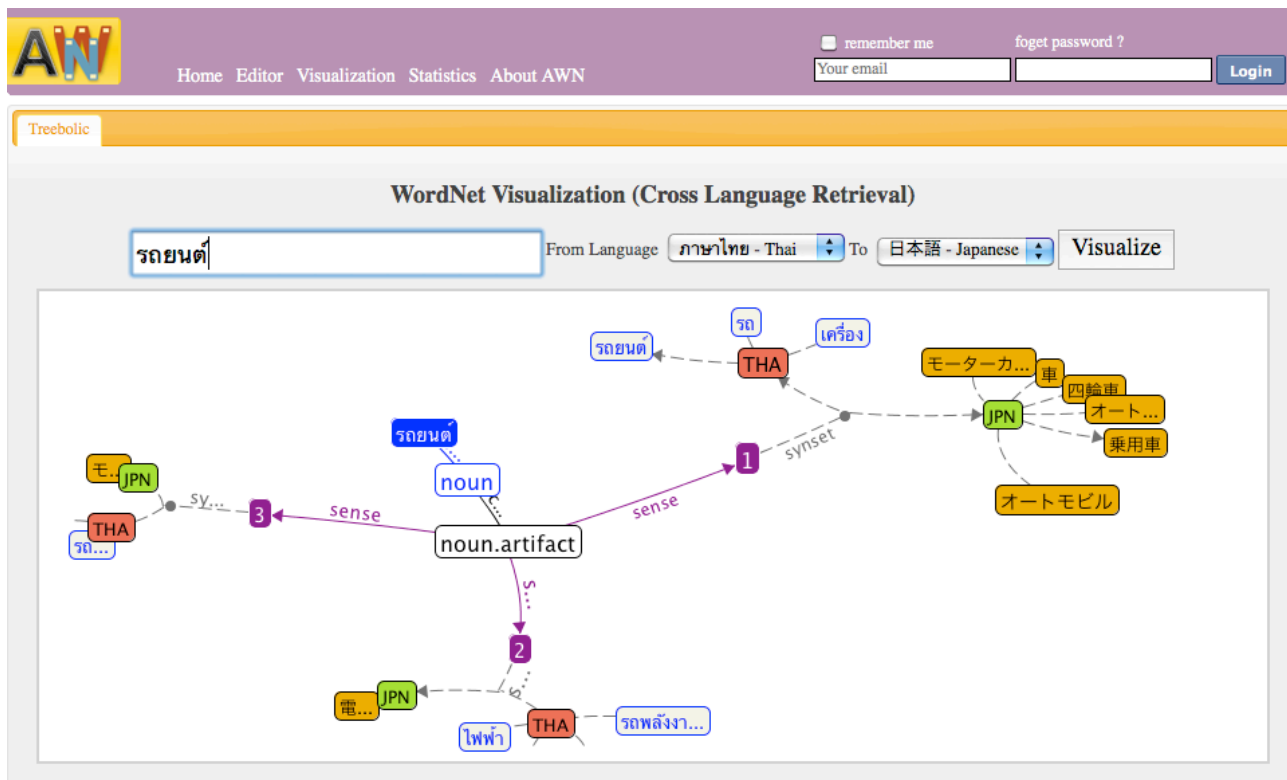 AWN
remember me
foget password ?
Home Editor Visualization Statistics About AWN
Your email
Login
Treebolic
WordNet Visualization (Cross Language Retrieval)
รถยนต์
From Language
ภาษาไทย - Thai
To
日本語 - Japanese
Visualize
รถ
เครื่อง
รถยนต์
THA
モーターカ...
車
四輪車
オート...
JPN
乗用車
オートモビル
รถยนต์
synset
1
noun
モ...
JPN
sy...
3
sense
sense
THA
รถ...
noun.artifact
s...
s...
2
s...
JPN
電...
THA
ไฟฟ้า
รถพลังงา...